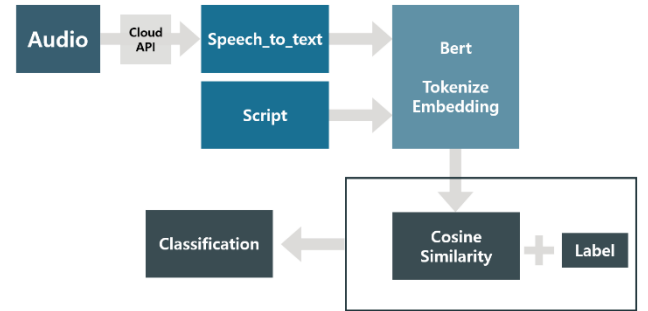 Audio
Cloud
API
Speech_to_text
Script
Bert
Tokenize
Embedding
Classification
Cosine
Similarity
Label